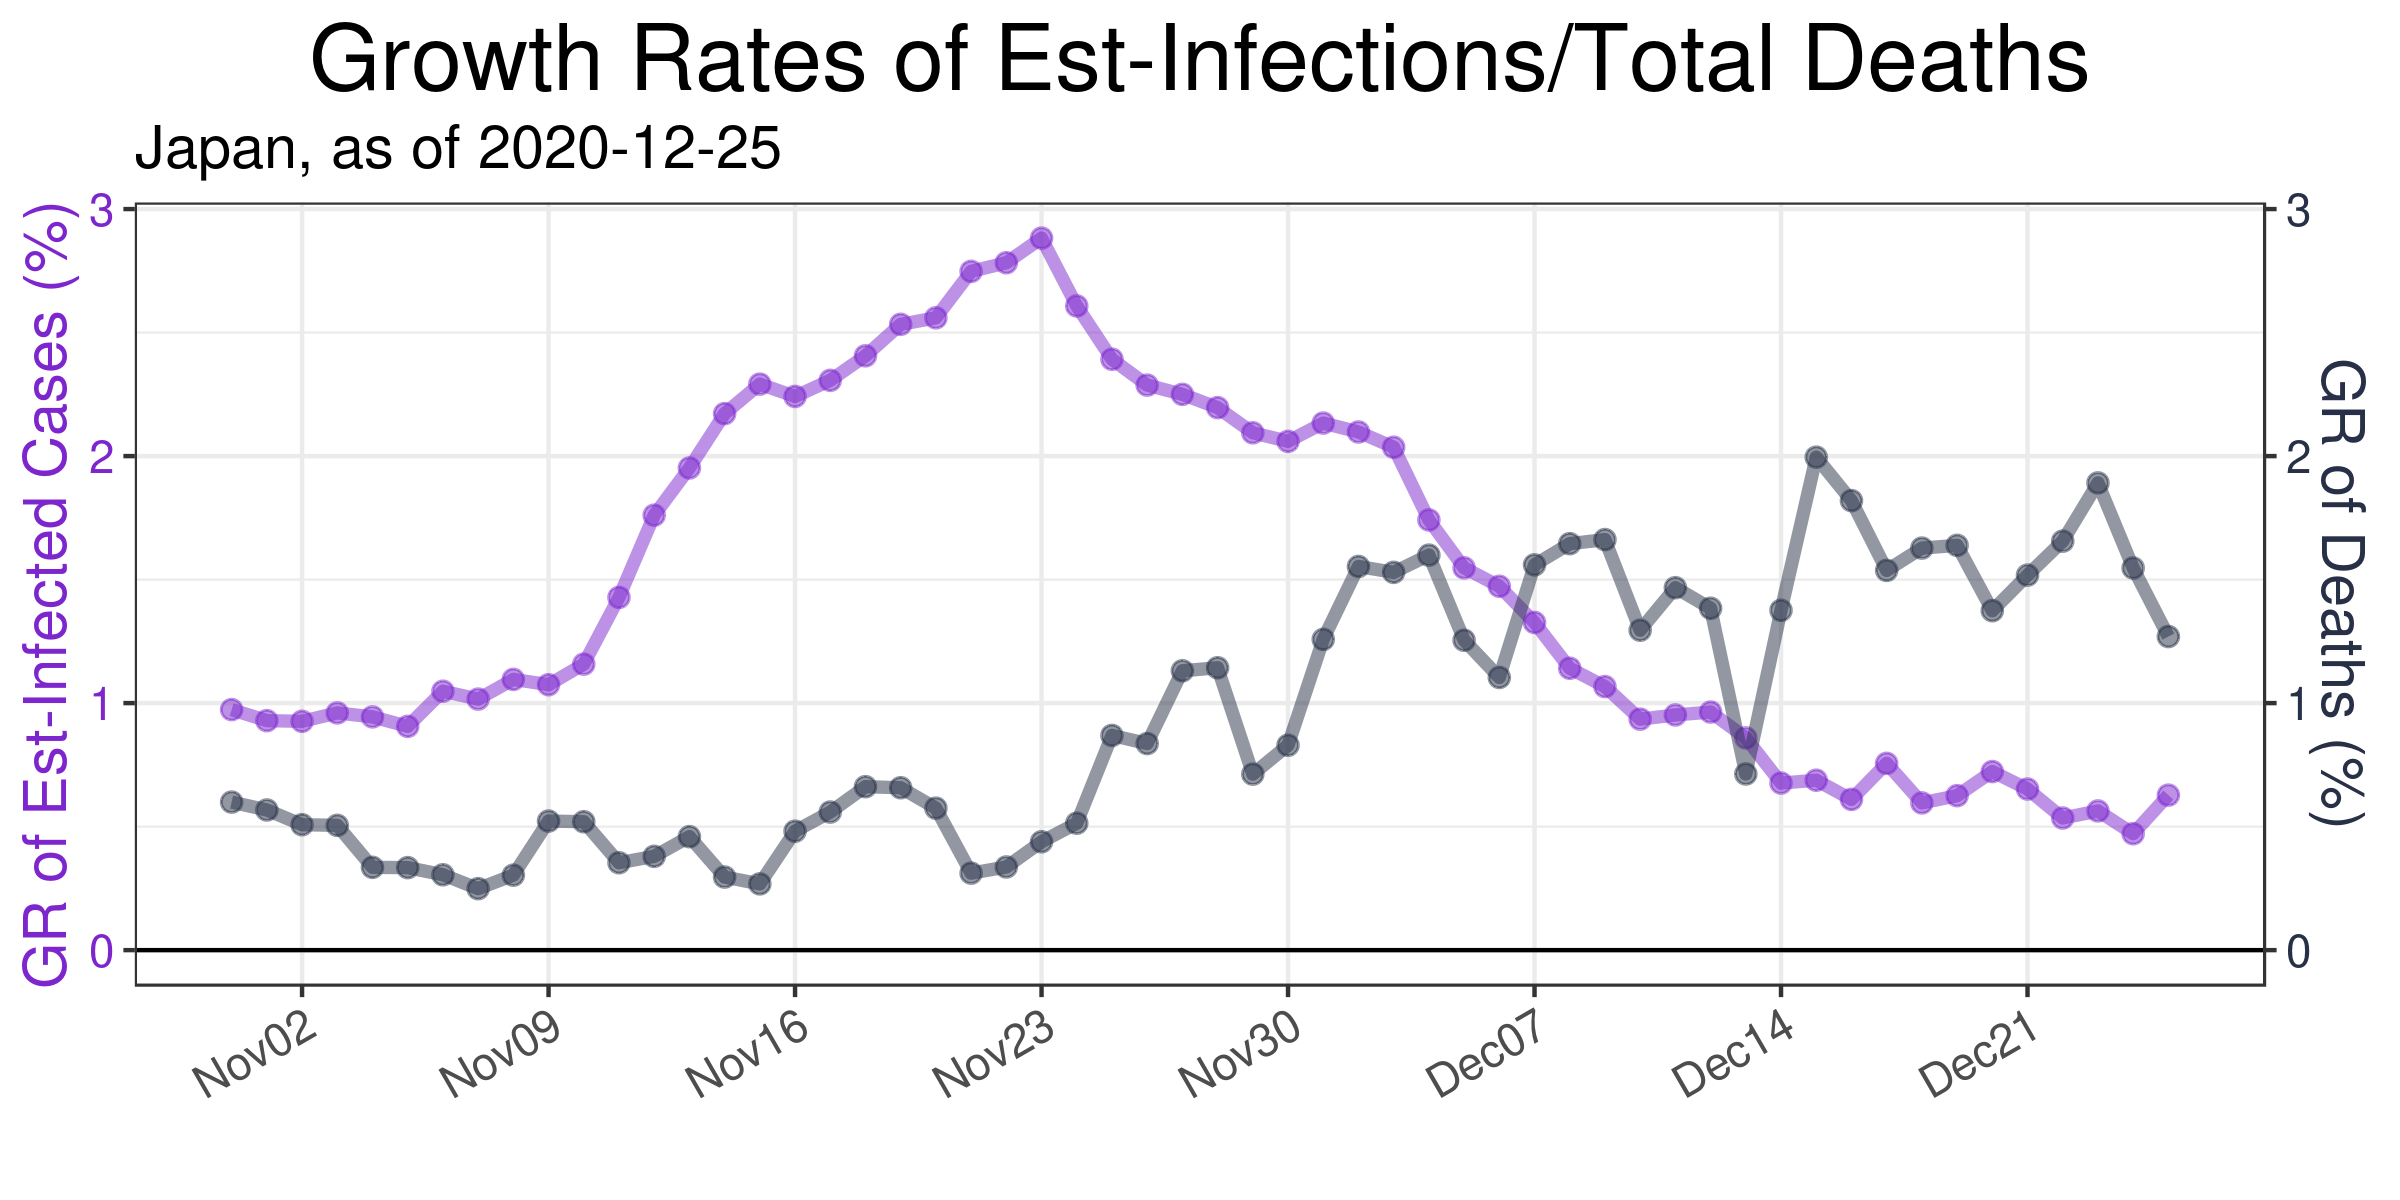 Growth Rates of Est-Infections/Total Deaths
Japan, as of 2020-12-25
GR of Est-Infected Cases (%)
3
2
1
0
3
2
1
0
GR of Deaths (%)
Nov02
Nov09
Nov16
Nov23
Nov30
Dec07
Dec14
Dec21